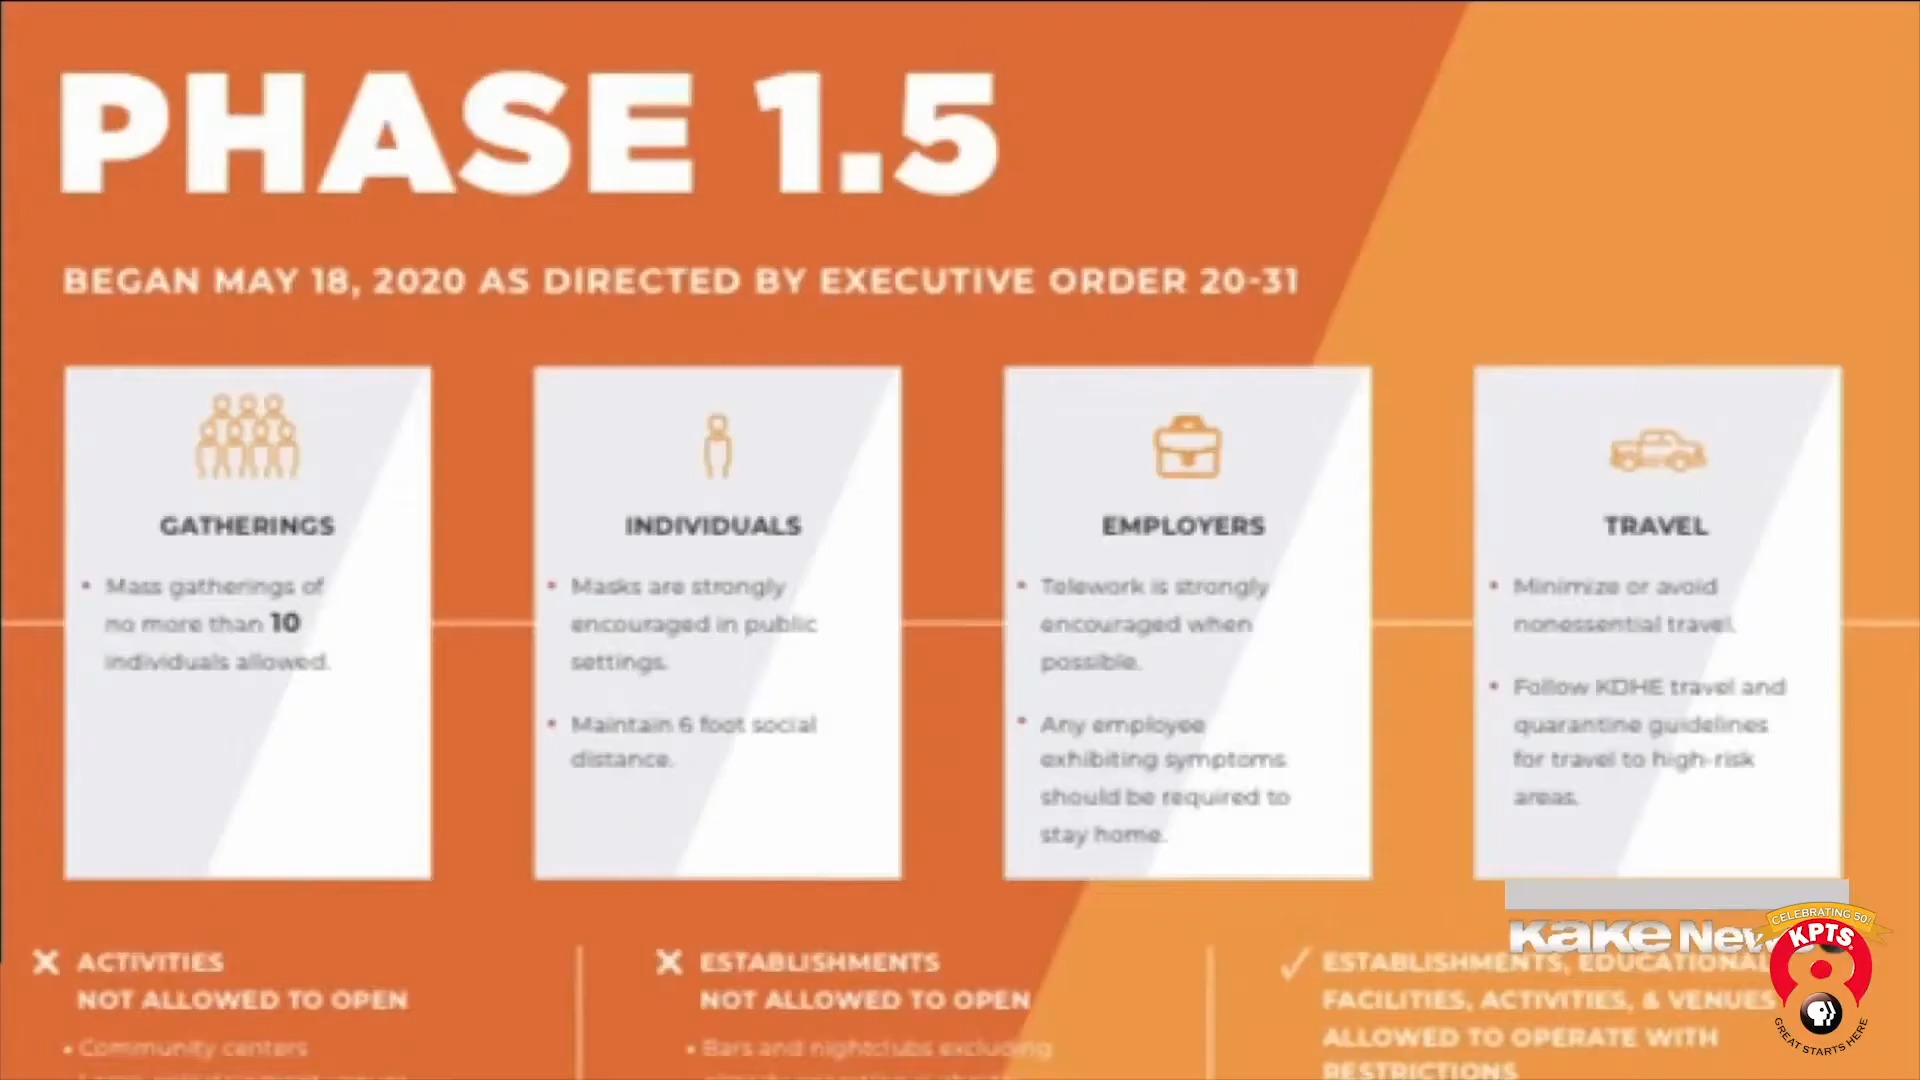 PHASE 1.5
BEGAN MAY 18, 2020 AS DIRECTED BY EXECUTIVE ORDER 20-31
GATHERINGS
• Mass gatherings of
no more than 10
individuals allowed.
INDIVIDUALS
• Masks are strongly
encouraged in public
settings.
• Maintain 6 foot social
distance.
EMPLOYERS
• Telework is strongly
encouraged when
possible.
• Any employee
exhibiting symptoms
should be required to
stay home.
TRAVEL
• Minimize or avoid
nonessential travel.
• Follow KDHE travel and
quarantine guidelines
for travel to high-risk
areas.
ACTIVITIES
NOT ALLOWED TO OPEN
• Community centers
ESTABLISHMENTS
NOT ALLOWED TO OPEN
• Bars and nightclubs excluding
ESTABLISHMENTS, EDUCATIONAL
FACILITIES, ACTIVITIES, & VENUES
ALLOWED TO OPERATE WITH
RESTRICTIONS
KaKe News
CELEBRATING 50!
KPTS
8
PBS
GREAT STARTS HERE